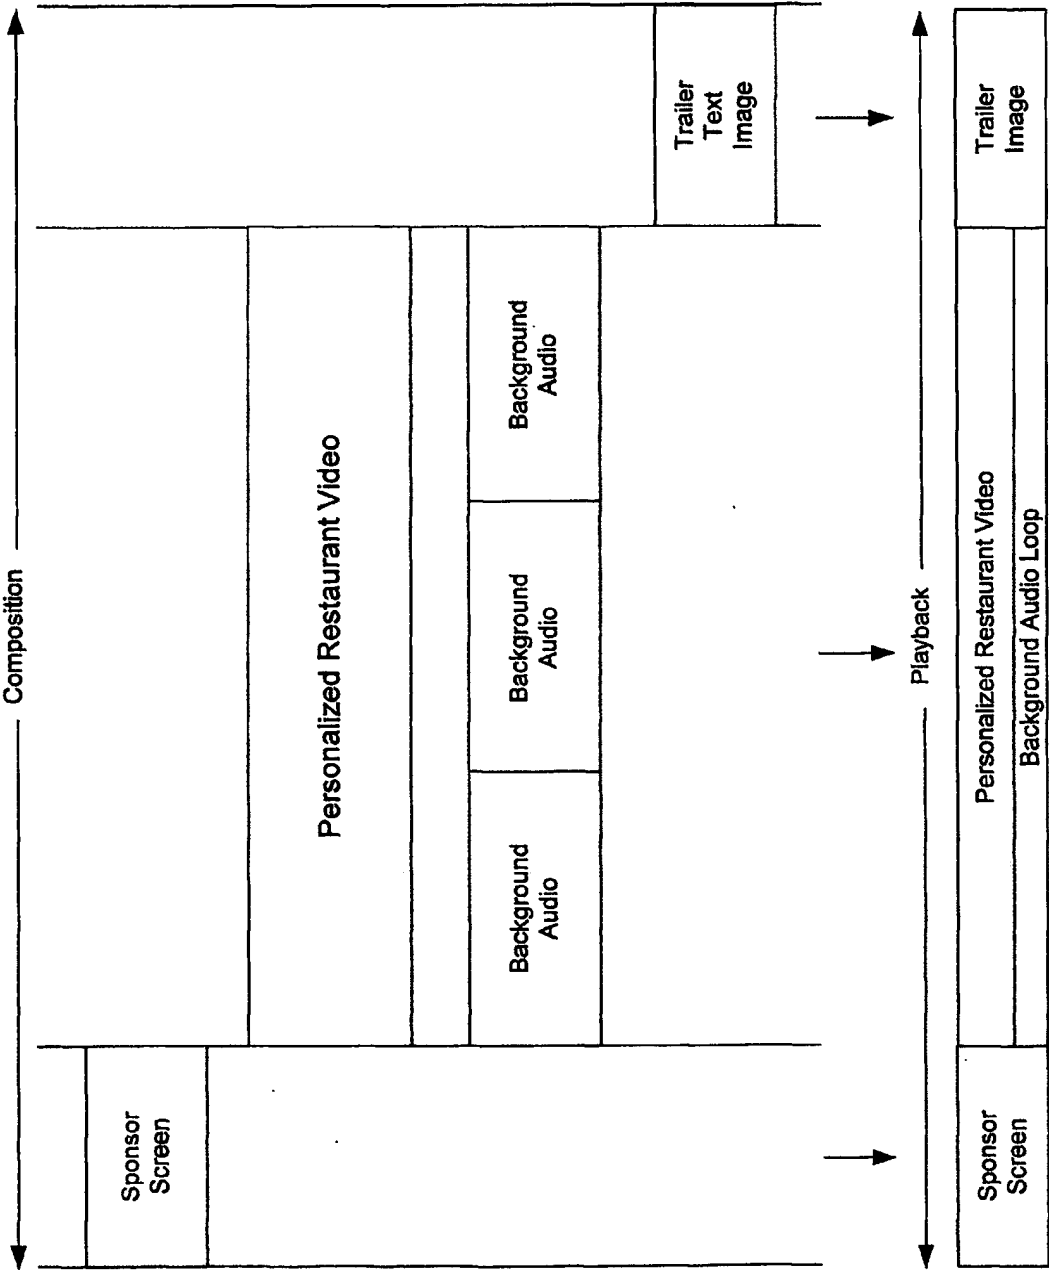 Composition
Sponsor
Screen
Personalized Restaurant Video
Background
Audio
Background
Audio
Background
Audio
Trailer
Text
Image
Playback
Sponsor
Screen
Personalized Restaurant Video
Background Audio Loop
Trailer
Image